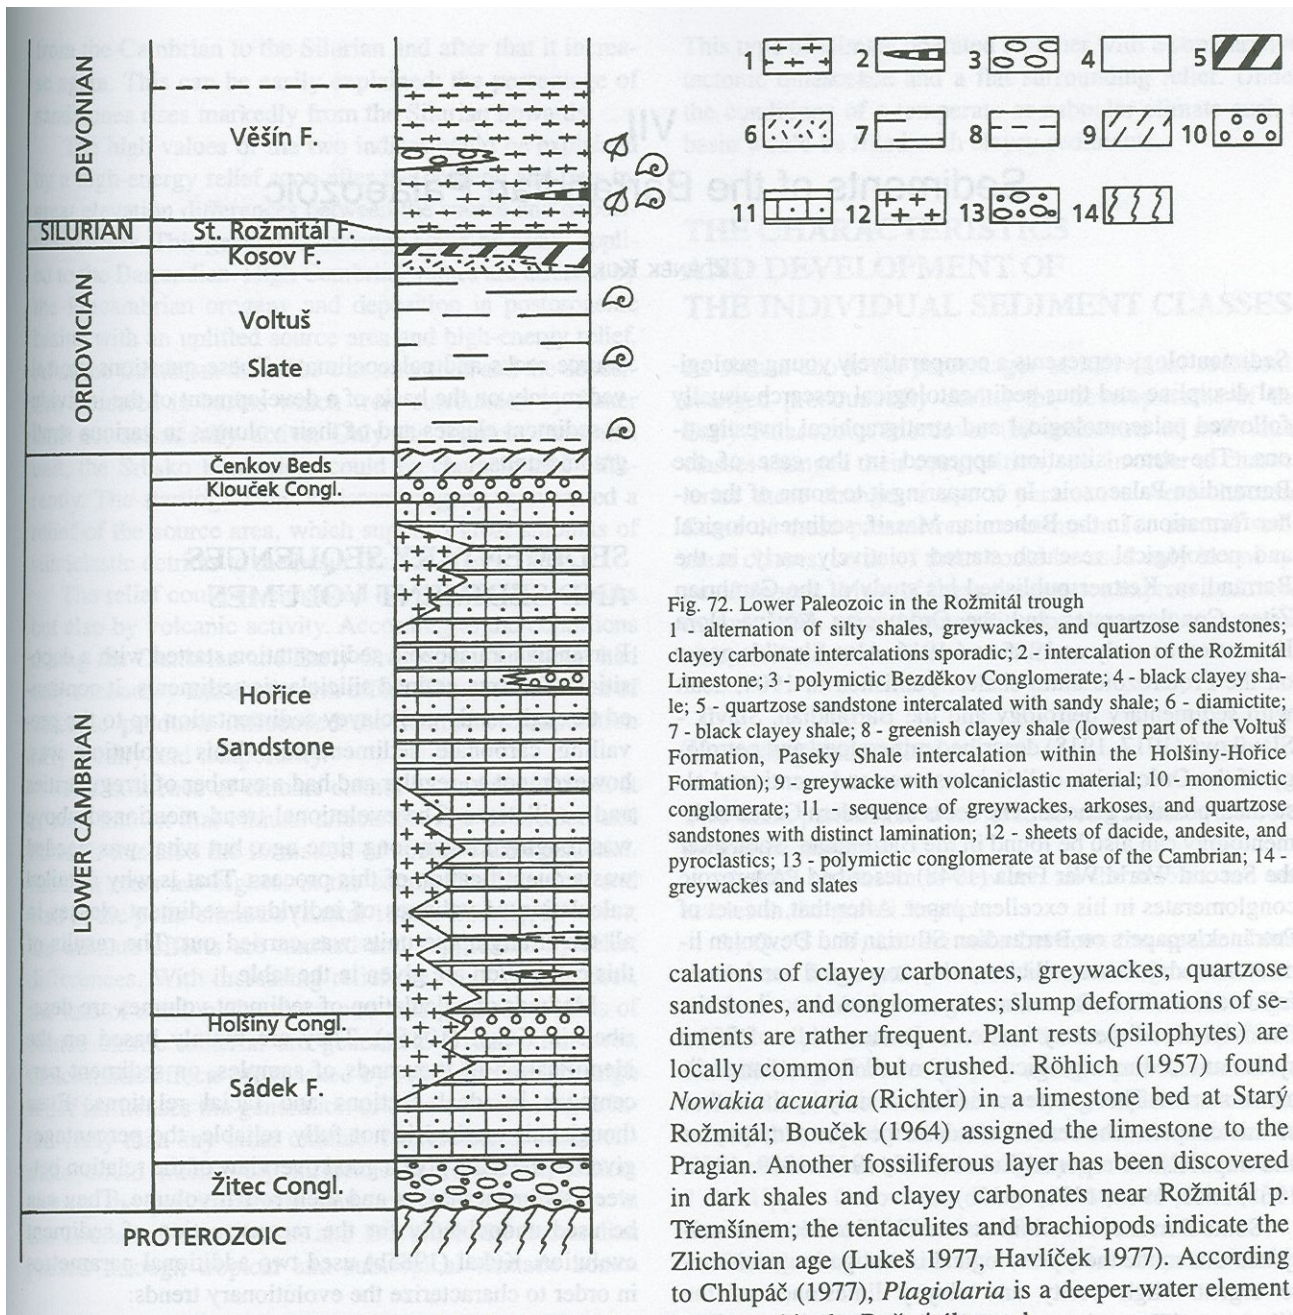 DEVONIAN
Věšín F.
SILURIAN
St. Rožmitál F.
Kosov F.
ORDOVICIAN
Voltuš
Slate
Čenkov Beds
Klouček Congl.
LOWER CAMBRIAN
Hořice
Sandstone
Holšiny Congl.
Sádek F.
Žitec Congl.
PROTEROZOIC
1 2 3 4 5
6 7 8 9 10
11 12 13 14
Fig. 72. Lower Paleozoic in the Rožmitál trough
1 - alternation of silty shales, greywackes, and quartzose sandstones;
clayey carbonate intercalations sporadic; 2 - intercalation of the Rožmitál
Limestone; 3 - polymictic Bezděkov Conglomerate; 4 - black clayey sha-
le; 5 - quartzose sandstone intercalated with sandy shale; 6 - diamictite;
7 - black clayey shale; 8 - greenish clayey shale (lowest part of the Voltuš
Formation, Paseky Shale intercalation within the Holšiny-Hořice
Formation); 9 - greywacke with volcaniclastic material; 10 - monomictic
conglomerate; 11 - sequence of greywackes, arkoses, and quartzose
sandstones with distinct lamination; 12 - sheets of dacide, andesite, and
pyroclastics, 13 - polymictic conglomerate at base of the Cambrian; 14 -
greywackes and slates
calations of clayey carbonates, greywackes, quartzose
sandstones, and conglomerates; slump deformations of se-
diments are rather frequent. Plant rests (psilophytes) are
locally common but crushed. Röhlich (1957) found
Nowakia acuaria (Richter) in a limestone bed at Starý
Rožmitál; Bouček (1964) assigned the limestone to the
Pragian. Another fossiliferous layer has been discovered
in dark shales and clayey carbonates near Rožmitál p.
Třemšínem; the tentaculites and brachiopods indicate the
Zlichovian age (Lukeš 1977, Havlíček 1977). According
to Chlupáč (1977), Plagiolaria is a deeper-water element